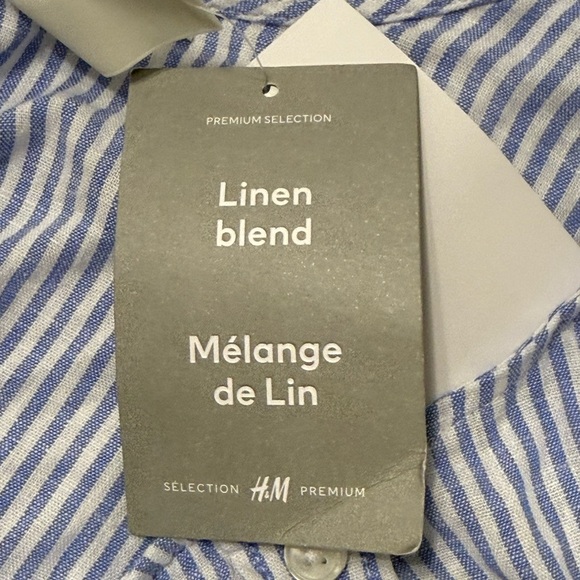 PREMIUM SELECTION
Linen
blend
Mélange
de Lin
SÉLECTION H&M PREMIUM